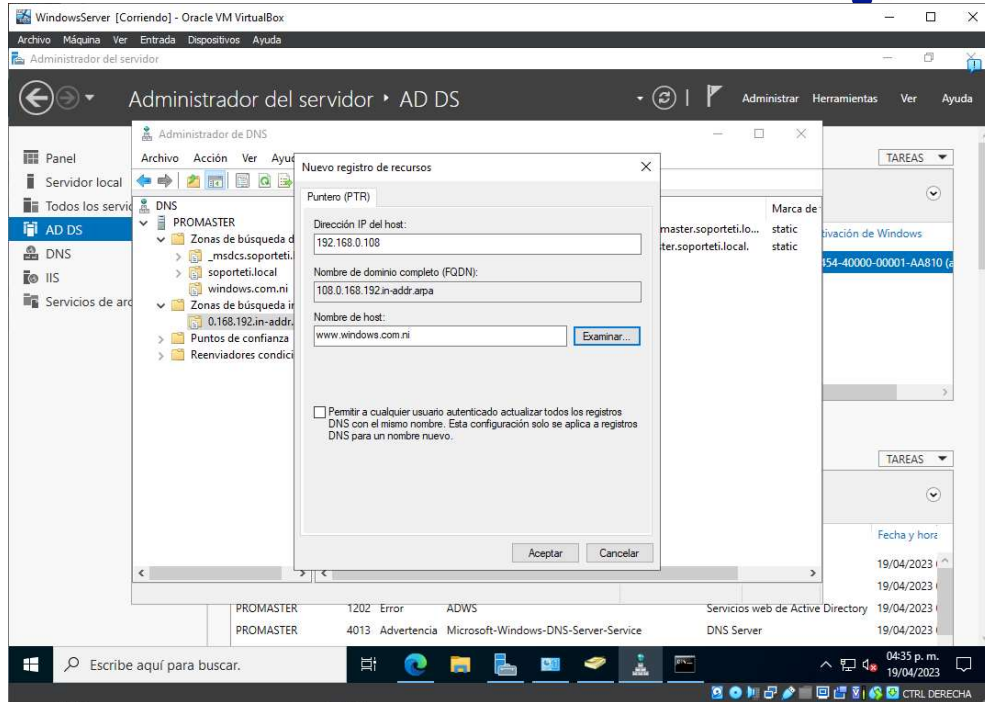 WindowsServer [Corriendo] - Oracle VM VirtualBox
Archivo Máquina Ver Entrada Dispositivos Ayuda
Administrador del servidor
Administrador del servidor ‣ AD DS
Administrar Herramientas Ver Ayuda
Panel
Servidor local
Todos los servid
AD DS
DNS
IIS
Servicios de arc
Administrador de DNS
Archivo Acción Ver Ayud
DNS
PROMASTER
Zonas de búsqueda d
_msdcs.soporteti.l
soporteti.local
windows.com.ni
Zonas de búsqueda in
0.168.192.in-addr.
Puntos de confianza
Reenviadores condici
Nuevo registro de recursos
Puntero (PTR)
Dirección IP del host:
192.168.0.108
Nombre de dominio completo (FQDN):
108.0.168.192.in-addr.arpa
Nombre de host:
www.windows.com.ni
Examinar...
Permitir a cualquier usuario autenticado actualizar todos los registros
DNS con el mismo nombre. Esta configuración solo se aplica a registros
DNS para un nombre nuevo.
Aceptar Cancelar
Marca de
master.soporteti.lo... static
ter.soporteti.local. static
TAREAS
tivación de Windows
454-40000-00001-AA810 (a
TAREAS
Fecha y hora
19/04/2023
19/04/2023
PROMASTER 1202 Error ADWS Servicios web de Active Directory 19/04/2023
PROMASTER 4013 Advertencia Microsoft-Windows-DNS-Server-Service DNS Server 19/04/2023
Escribe aquí para buscar.
04:35 p. m.
19/04/2023
CTRL DERECHA